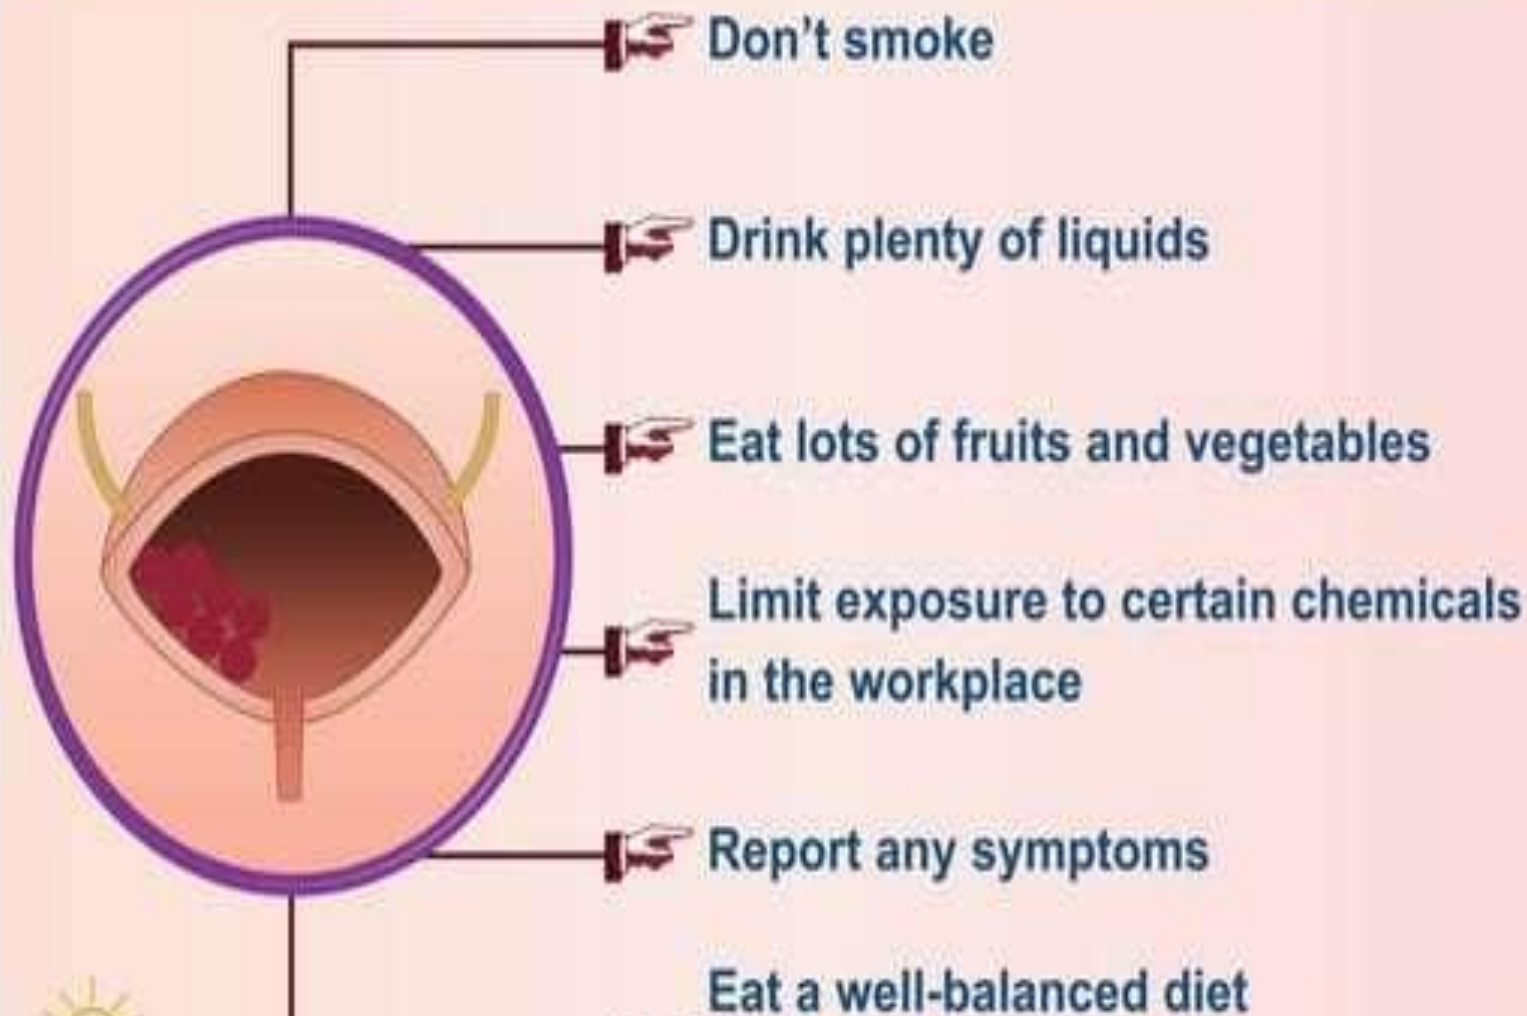 Don't smoke
Drink plenty of liquids
Eat lots of fruits and vegetables
Limit exposure to certain chemicals
in the workplace
Report any symptoms
Eat a well-balanced diet